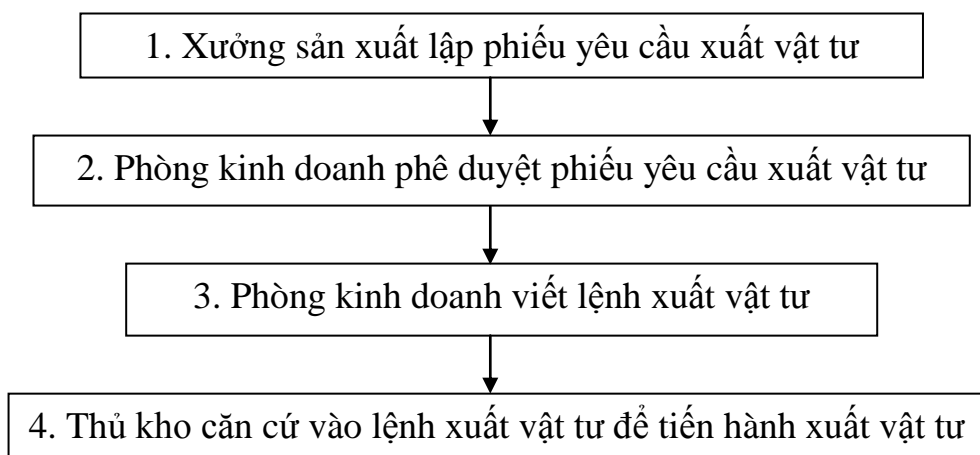 1. Xưởng sản xuất lập phiếu yêu cầu xuất vật tư
2. Phòng kinh doanh phê duyệt phiếu yêu cầu xuất vật tư
3. Phòng kinh doanh viết lệnh xuất vật tư
4. Thủ kho căn cứ vào lệnh xuất vật tư để tiến hành xuất vật tư